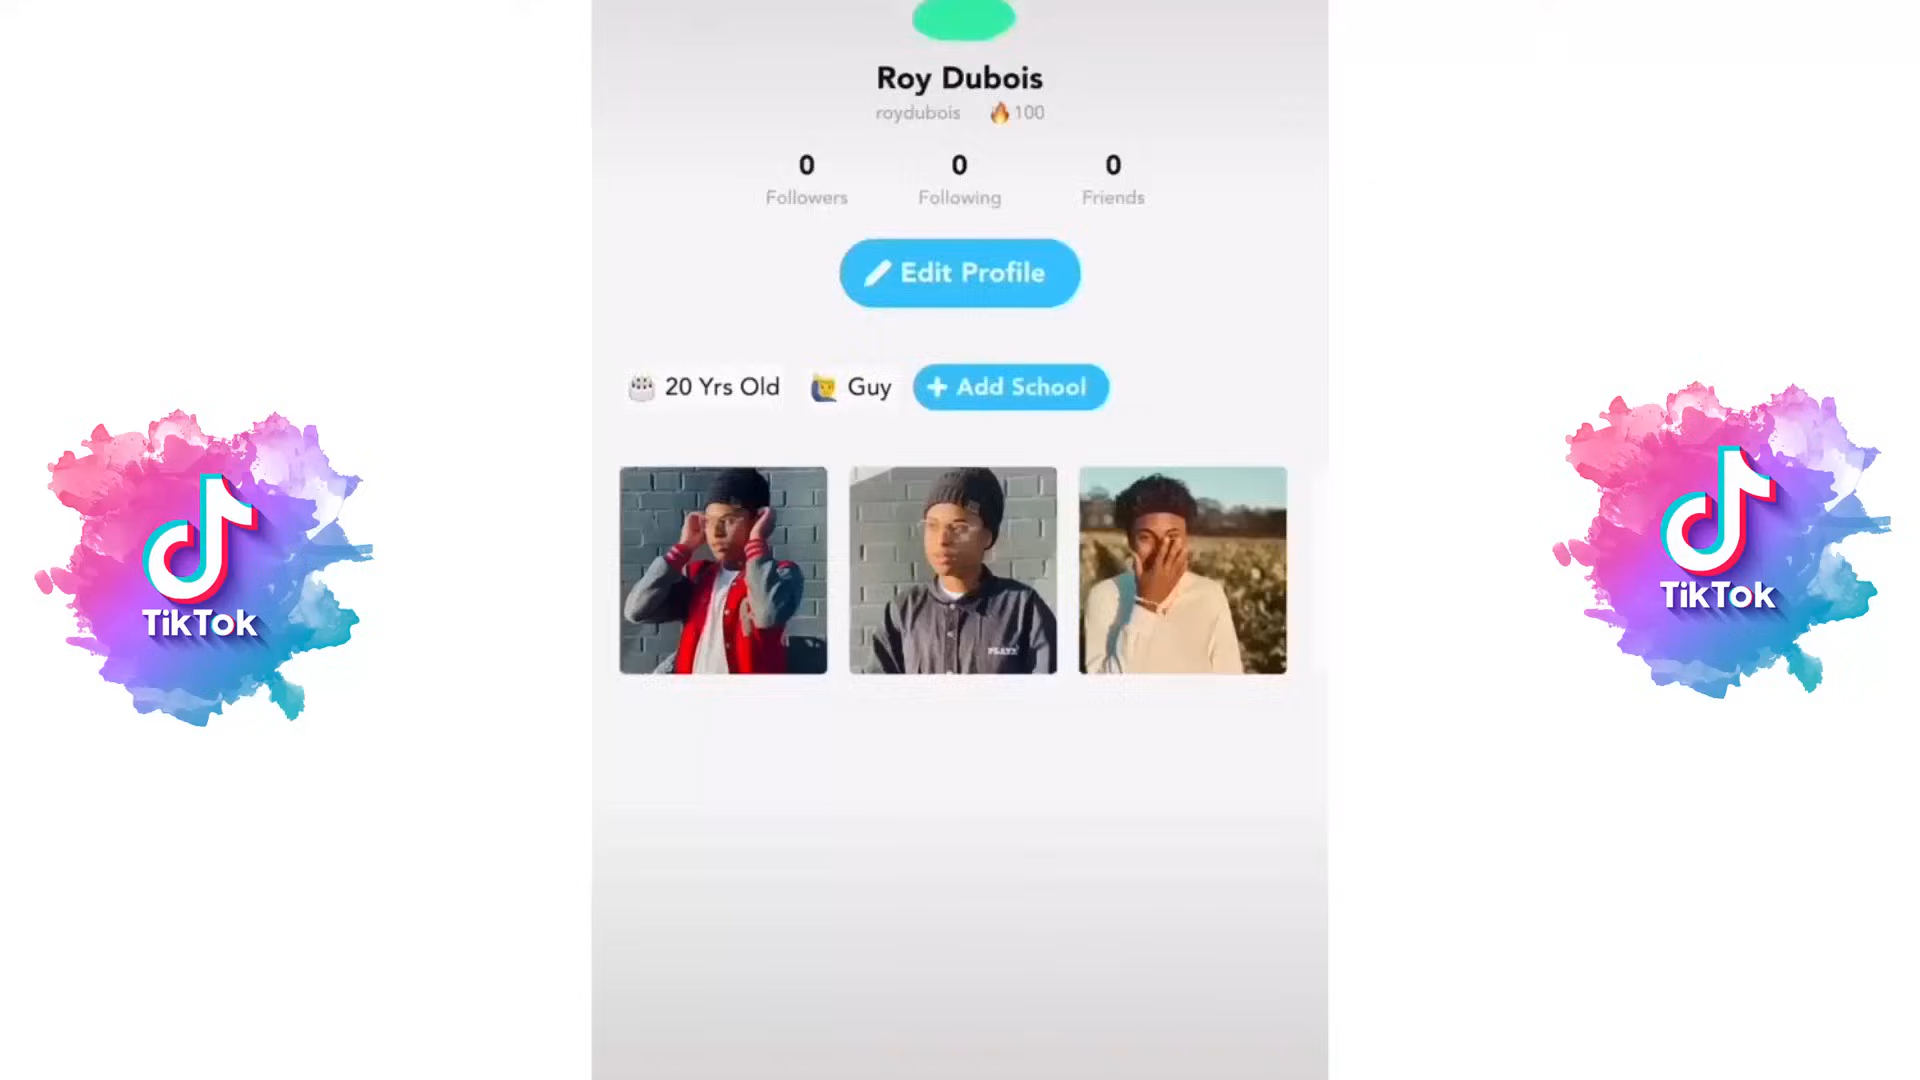 Roy Dubois
roydubois 🔥100
0 0 0
Followers Following Friends
Edit Profile
20 Yrs Old Guy + Add School
TikTok
TikTok
PLAYE